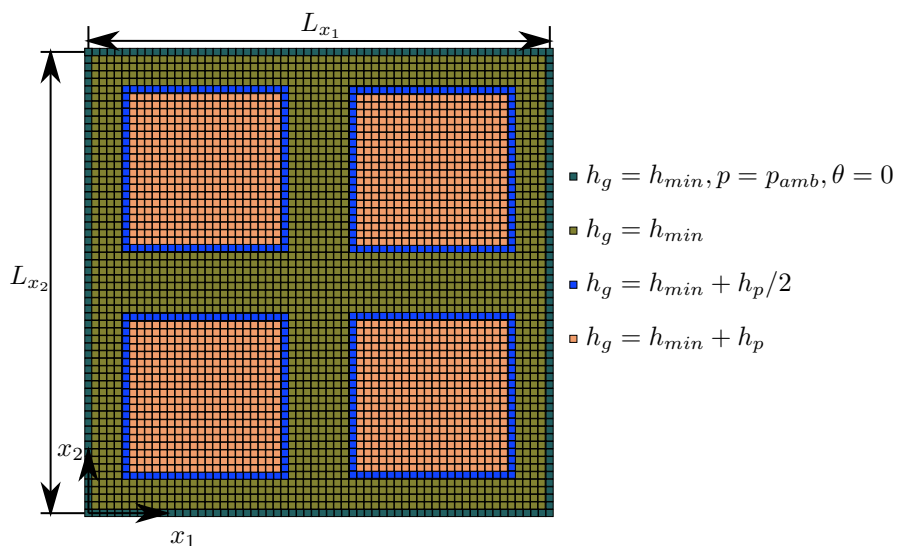 L_{x_1}
h_g = h_{min}, p = p_{amb}, θ = 0
h_g = h_{min}
L_{x_2}
h_g = h_{min} + h_p/2
h_g = h_{min} + h_p
x_2
x_1